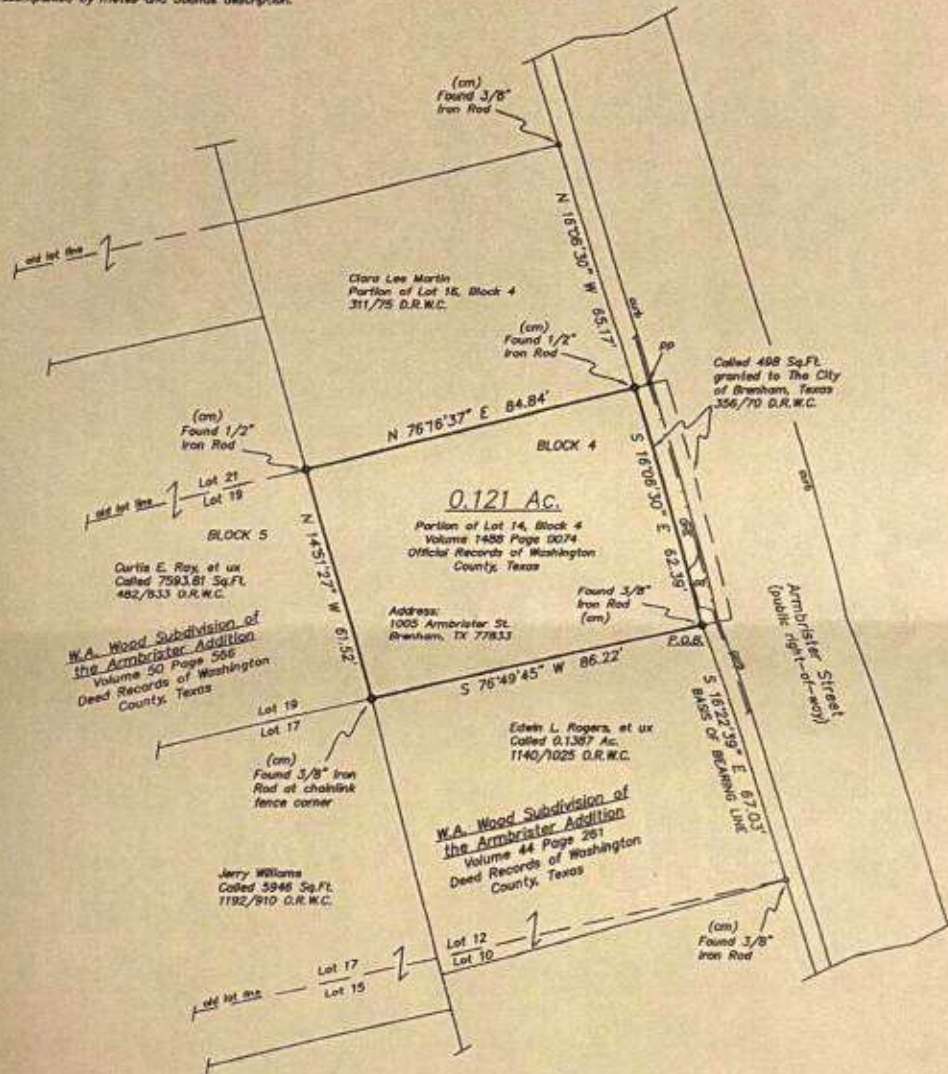 accompanied by metes and bounds description.
(cm)
Found 3/8"
Iron Rod
old lot line
Clara Lee Martin
Portion of Lot 16, Block 4
311/75 D.R.W.C.
N 16°06'30" W 65.17'
curb
(cm)
Found 1/2"
Iron Rod
PP
Called 498 Sq.Ft.
granted to The City
of Brenham, Texas
356/70 D.R.W.C.
(cm)
Found 1/2"
Iron Rod
N 76°16'37" E 84.84'
BLOCK 4
S 16°06'30" E 62.39'
curb
old lot line
Lot 21
Lot 19
BLOCK 5
0.121 Ac.
Portion of Lot 14, Block 4
Volume 1488 Page 0074
Official Records of Washington
County, Texas
N 14°51'27" W 61.52'
Curtis E. Ray, et ux
Called 7593.81 Sq.Ft.
482/833 O.R.W.C.
Address:
1005 Armbrister St.
Brenham, TX 77833
Found 3/8"
Iron Rod
(cm)
P.O.B.
Armbrister Street
(public right-of-way)
W.A. Wood Subdivision of
the Armbrister Addition
Volume 50 Page 566
Deed Records of Washington
County, Texas
S 76°49'45" W 86.22'
curb
Lot 19
Lot 17
S 16°22'39" E 67.03'
BASIS OF BEARING LINE
Edwin L. Rogers, et ux
Called 0.1387 Ac.
1140/1025 O.R.W.C.
(cm)
Found 3/8" Iron
Rod at chainlink
fence corner
W.A. Wood Subdivision of
the Armbrister Addition
Volume 44 Page 261
Deed Records of Washington
County, Texas
Jerry Williams
Called 5946 Sq.Ft.
1192/910 O.R.W.C.
(cm)
Found 3/8"
Iron Rod
Lot 12
Lot 10
old lot line
Lot 17
Lot 15